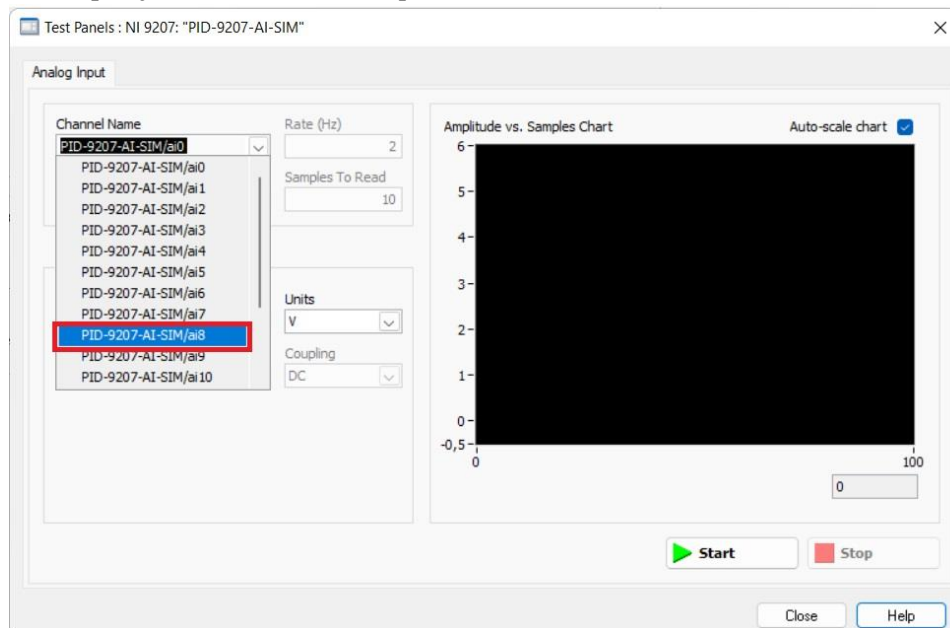 Test Panels : NI 9207: "PID-9207-AI-SIM"
Analog Input
Channel Name
PID-9207-AI-SIM/ai0
PID-9207-AI-SIM/ai0
PID-9207-AI-SIM/ai1
PID-9207-AI-SIM/ai2
PID-9207-AI-SIM/ai3
PID-9207-AI-SIM/ai4
PID-9207-AI-SIM/ai5
PID-9207-AI-SIM/ai6
PID-9207-AI-SIM/ai7
PID-9207-AI-SIM/ai8
PID-9207-AI-SIM/ai9
PID-9207-AI-SIM/ai10
Rate (Hz)
2
Samples To Read
10
Units
V
Coupling
DC
Amplitude vs. Samples Chart
Auto-scale chart
6
5
4
3
2
1
0
-0,5
0
100
0
Start
Stop
Close
Help